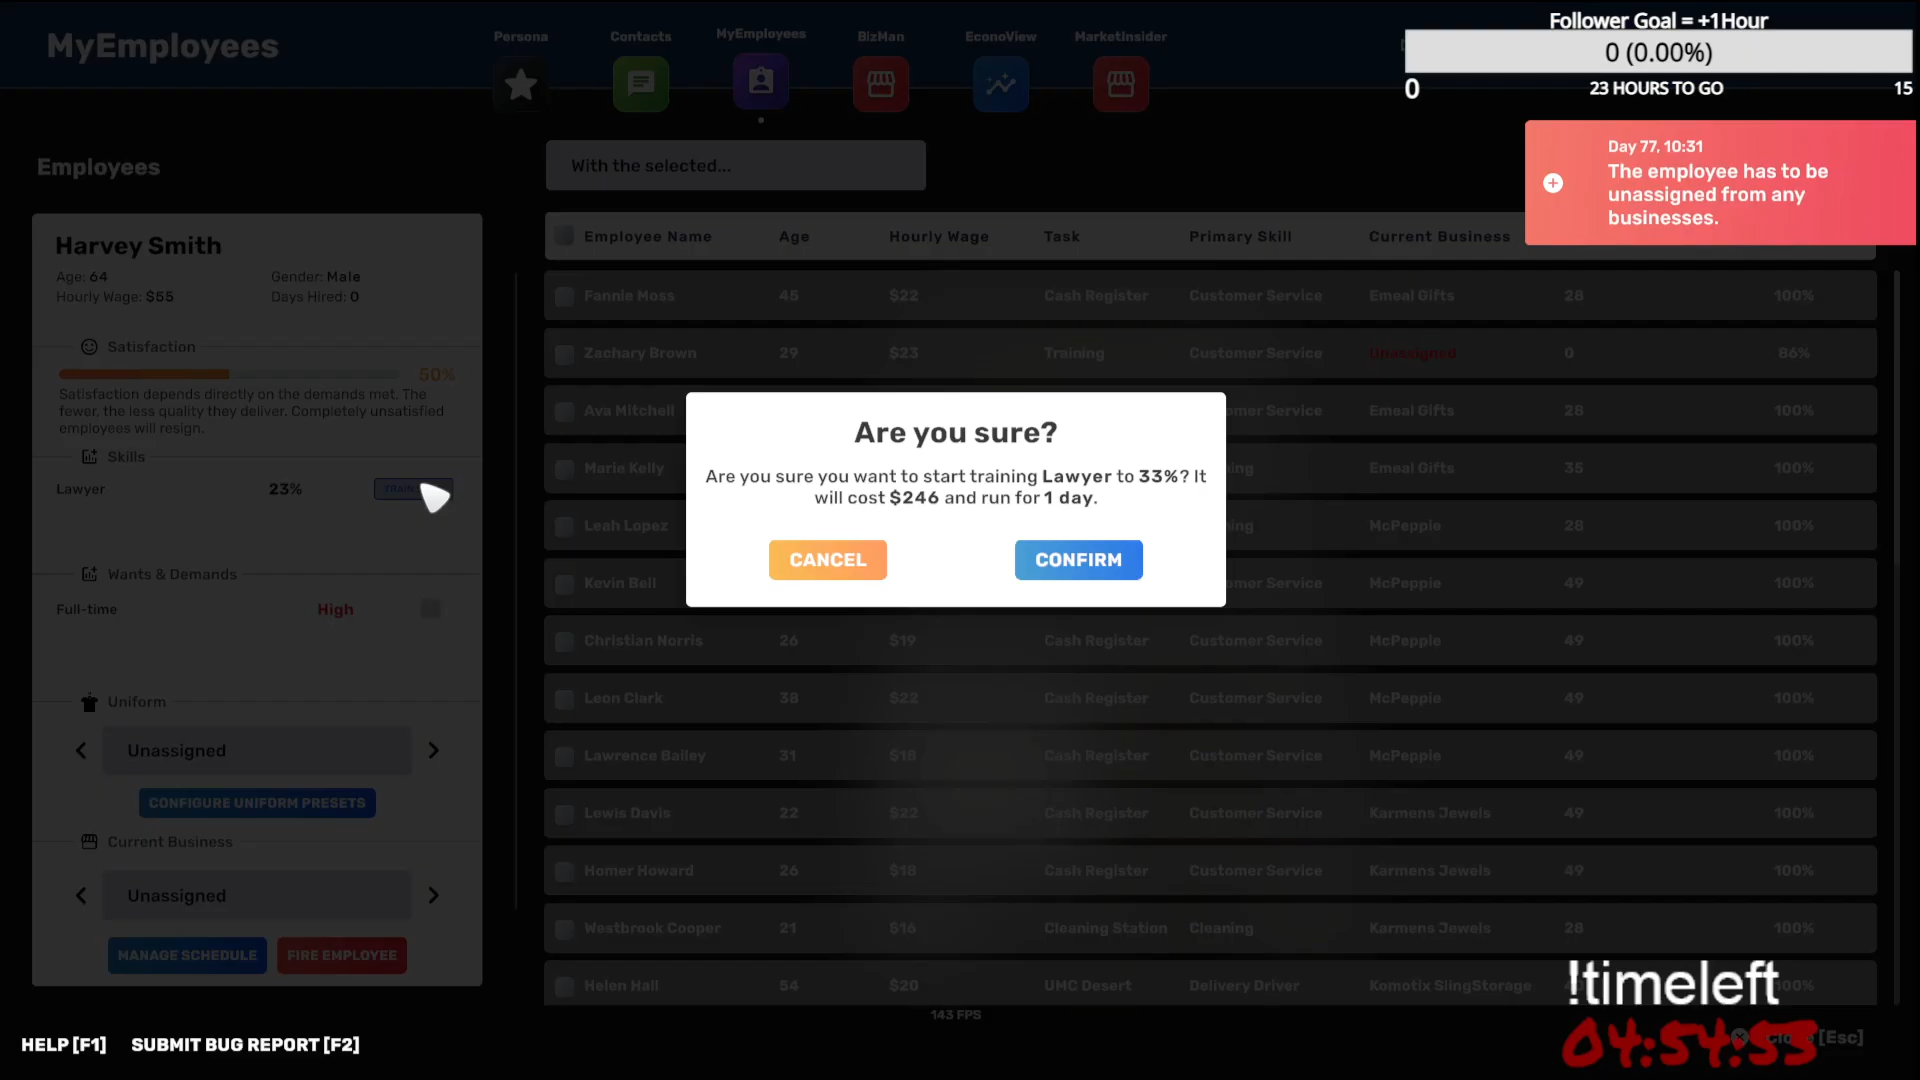 MyEmployees
Persona
Contacts
MyEmployees
BizMan
EconoView
MarketInsider
Follower Goal = +1Hour
0 (0.00%)
0
23 HOURS TO GO
15
Day 77, 10:31
The employee has to be
unassigned from any
businesses.
Employees
With the selected...
Harvey Smith
Age: 64
Gender: Male
Hourly Wage: $55
Days Hired: 0
Satisfaction
50%
Satisfaction depends directly on the demands met. The
fewer, the less quality they deliver. Completely unsatisfied
employees will resign.
Skills
Lawyer 23%
Wants & Demands
Full-time High
Uniform
Unassigned
CONFIGURE UNIFORM PRESETS
Current Business
Unassigned
MANAGE SCHEDULE
FIRE EMPLOYEE
Employee Name Age Hourly Wage Task Primary Skill Current Business
Fannie Moss 45 $22 Cash Register Customer Service Emeal Gifts 28 100%
Zachary Brown 29 $23 Training Customer Service Unassigned 0 86%
Ava Mitchell Emeal Gifts 28 100%
Marie Kelly Emeal Gifts 35 100%
Leah Lopez McPeppie 28 100%
Kevin Bell McPeppie 49 100%
Christian Norris 26 $19 Cash Register Customer Service McPeppie 49 100%
Leon Clark 38 $22 Cash Register Customer Service McPeppie 49 100%
Lawrence Bailey 31 $18 Cash Register Customer Service McPeppie 49 100%
Lewis Davis 22 $22 Cash Register Customer Service Karmens Jewels 49 100%
Homer Howard 26 $18 Cash Register Customer Service Karmens Jewels 49 100%
Westbrook Cooper 21 $16 Cleaning Station Cleaning Karmens Jewels 28 100%
Helen Hall 54 $20 UMC Desert Delivery Driver Komotix SlingStorage 100%
Are you sure?
Are you sure you want to start training Lawyer to 33%? It
will cost $246 and run for 1 day.
CANCEL
CONFIRM
!timeleft
04:54:53
143 FPS
HELP [F1]
SUBMIT BUG REPORT [F2]
[Esc]